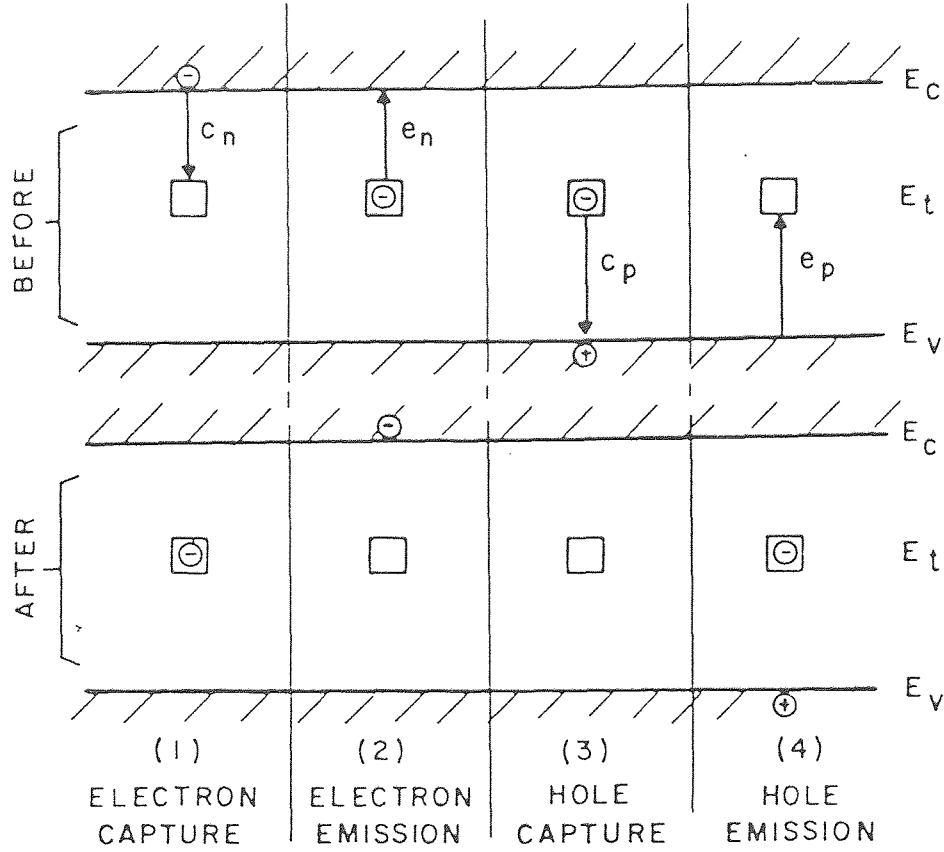 E_c
c_n
e_n
E_t
c_p
e_p
E_v
BEFORE
E_c
E_t
E_v
AFTER
(1) (2) (3) (4)
ELECTRON CAPTURE
ELECTRON EMISSION
HOLE CAPTURE
HOLE EMISSION